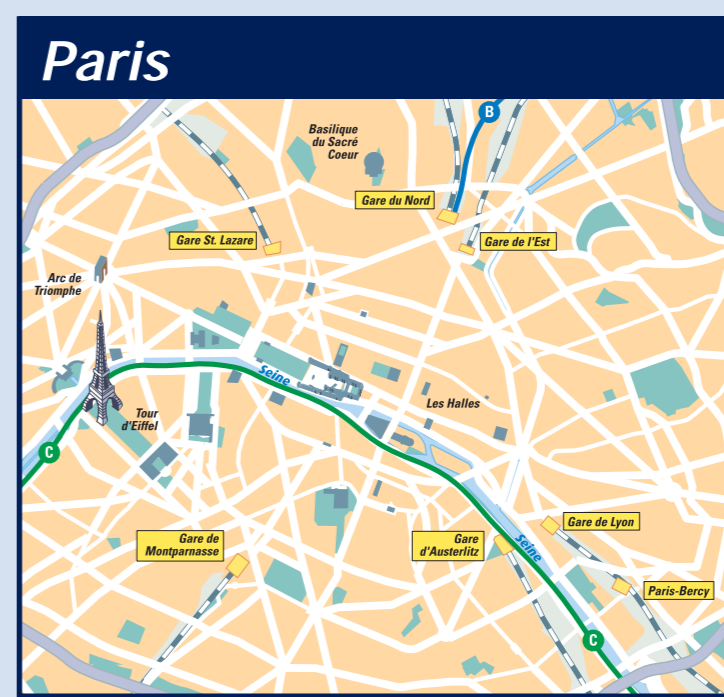 Paris
B
Basilique
du Sacré
Coeur
Gare du Nord
Gare St. Lazare
Gare de l'Est
Arc de
Triomphe
Seine
Les Halles
Tour
d'Eiffel
C
Gare de
Montparnasse
Gare
d'Austerlitz
Seine
Gare de Lyon
Paris-Bercy
C